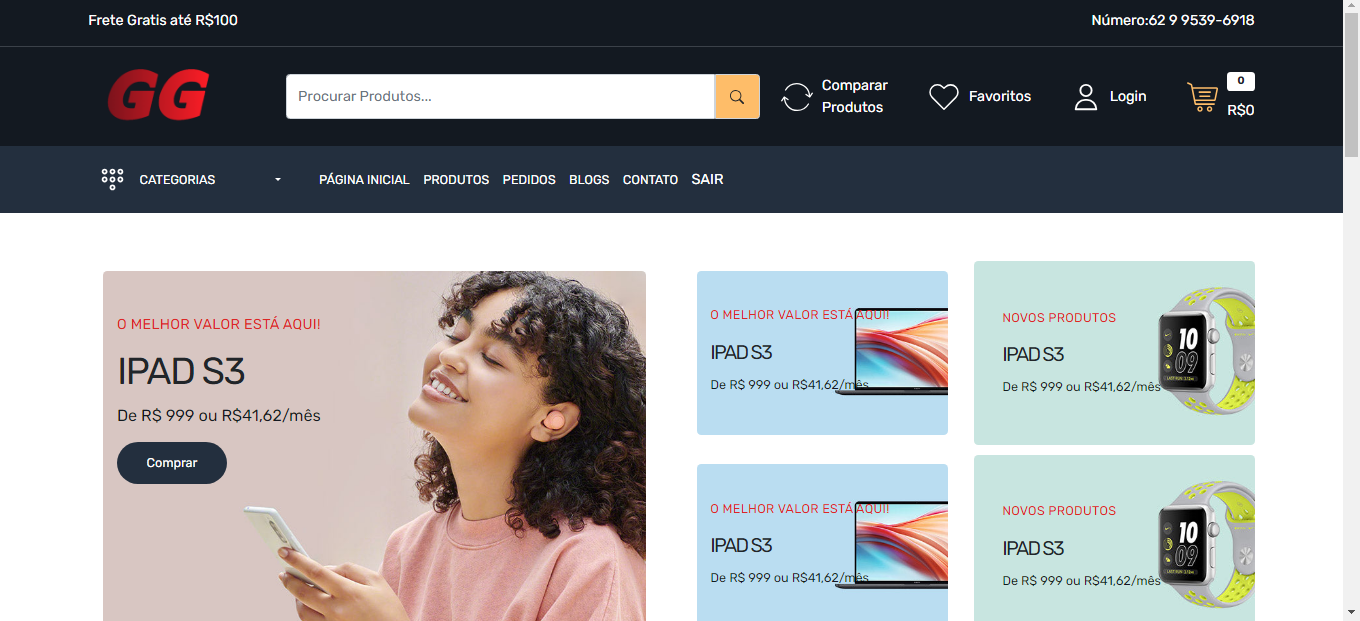 Frete Gratis até R$100
Número:62 9 9539-6918
GG
Procurar Produtos...
Comparar
Produtos
Favoritos
Login
0
R$0
CATEGORIAS
PÁGINA INICIAL PRODUTOS PEDIDOS BLOGS CONTATO SAIR
O MELHOR VALOR ESTÁ AQUI!
IPAD S3
De R$ 999 ou R$41,62/mês
Comprar
O MELHOR VALOR ESTÁ AQUI!
IPAD S3
De R$ 999 ou R$41,62/mês
NOVOS PRODUTOS
IPAD S3
De R$ 999 ou R$41,62/mês
10
09
O MELHOR VALOR ESTÁ AQUI!
IPAD S3
De R$ 999 ou R$41,62/mês
NOVOS PRODUTOS
IPAD S3
De R$ 999 ou R$41,62/mês
10
09